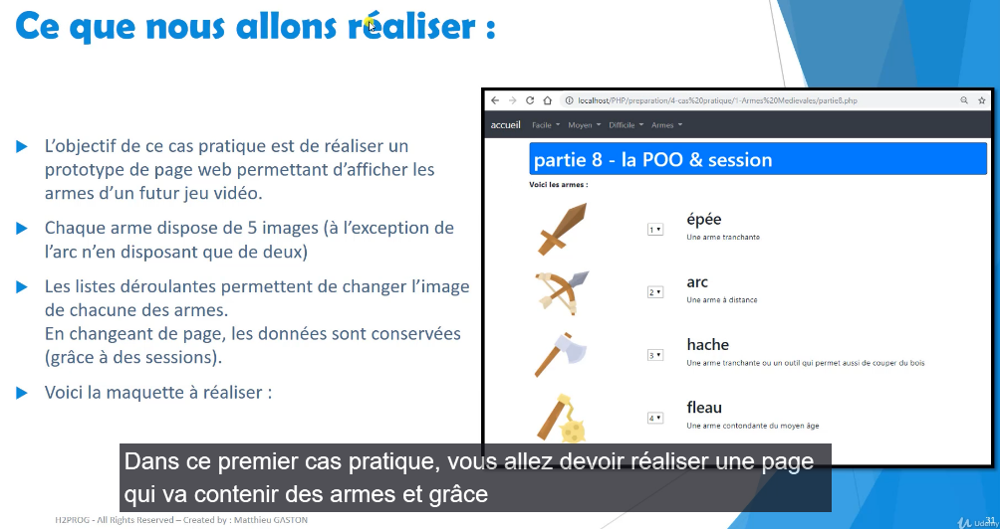 Ce que nous allons réaliser :
L'objectif de ce cas pratique est de réaliser un
prototype de page web permettant d'afficher les
armes d'un futur jeu vidéo.
Chaque arme dispose de 5 images (à l'exception de
l'arc n'en disposant que de deux)
Les listes déroulantes permettent de changer l'image
de chacune des armes.
En changeant de page, les données sont conservées
(grâce à des sessions).
Voici la maquette à réaliser :
localhost/PHP/preparation/4-cas%20pratique/1-Armes%20Medievales/partie8.php
accueil Facile Moyen Difficile Armes
partie 8 - la POO & session
Voici les armes :
1
épée
Une arme tranchante
2
arc
Une arme à distance
3
hache
Une arme tranchante ou un outil qui permet aussi de couper du bois
4
fleau
Une arme contondante du moyen âge
Dans ce premier cas pratique, vous allez devoir réaliser une page
qui va contenir des armes et grâce
H2PROG - All Rights Reserved – Created by : Matthieu GASTON
31
Udemy